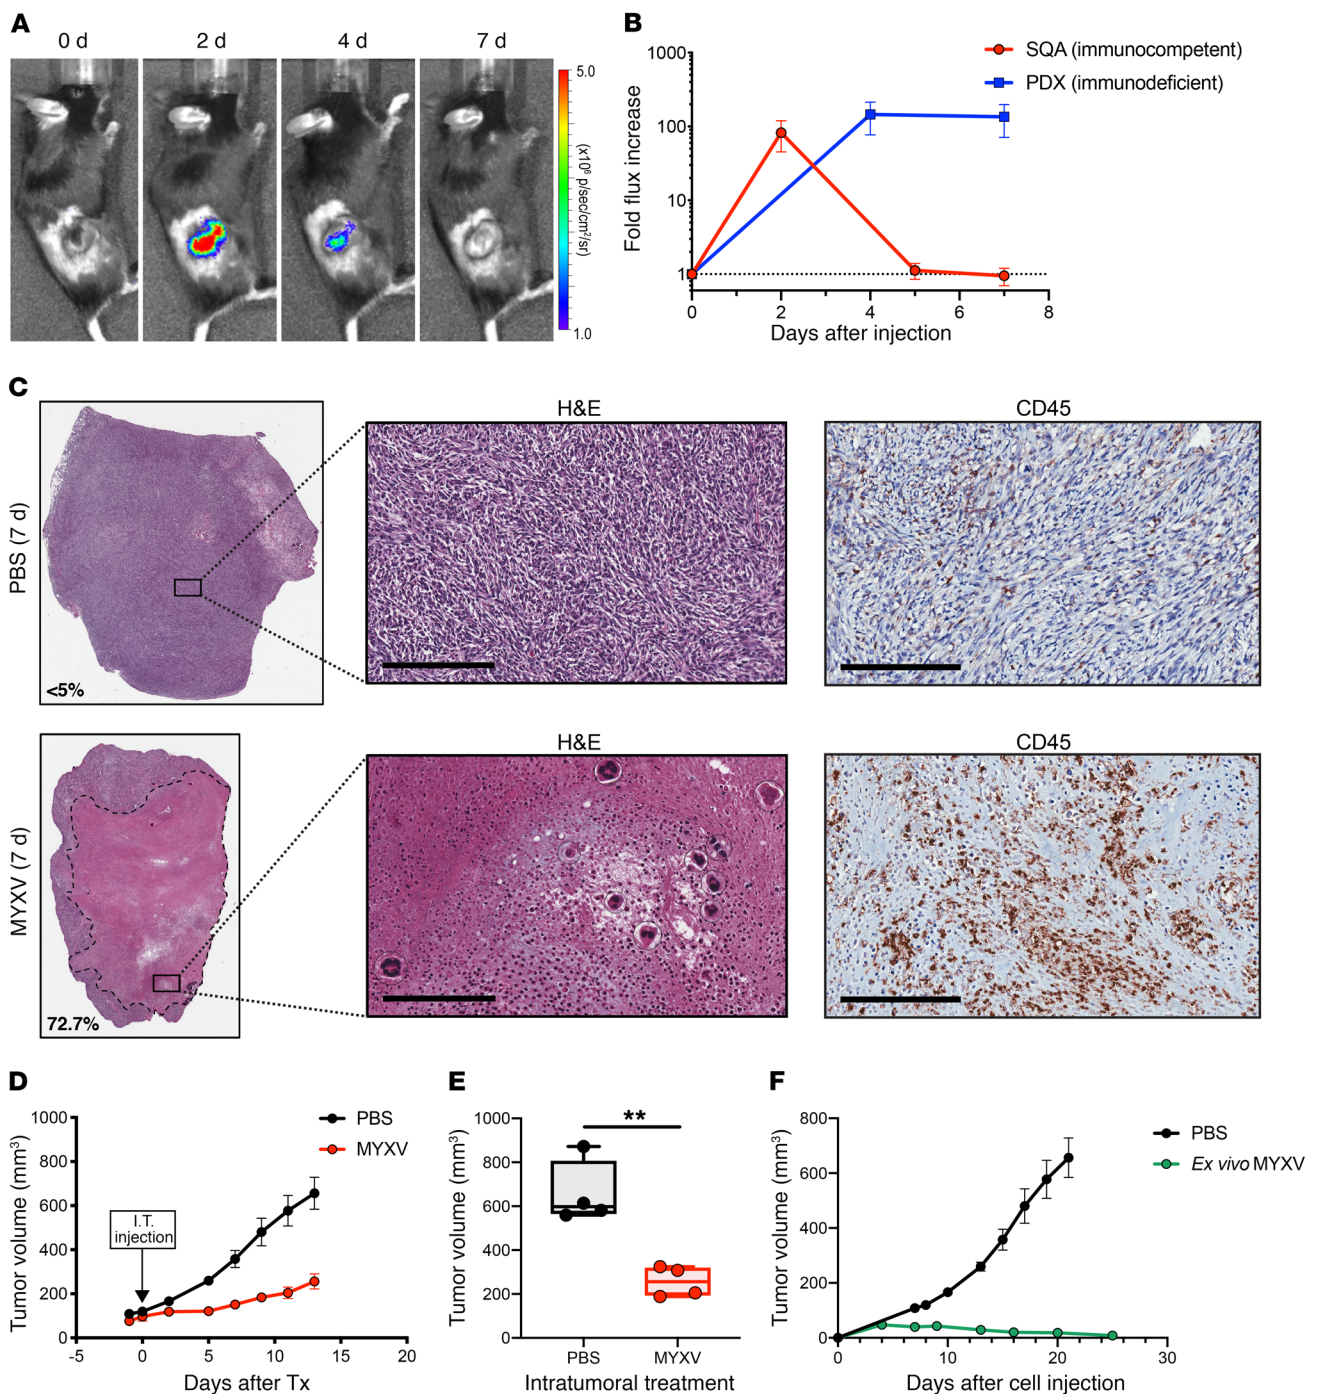 A
0 d
2 d
4 d
7 d
5.0
(x10⁶ p/sec/cm²/sr)
1.0
B
SQA (immunocompetent)
PDX (immunodeficient)
Fold flux increase
1000
100
10
1
0
2
4
6
8
Days after injection
C
PBS (7 d)
<5%
H&E
CD45
MYXV (7 d)
72.7%
H&E
CD45
D
PBS
MYXV
Tumor volume (mm³)
1000
800
600
400
200
0
I.T.
injection
-5
0
5
10
15
20
Days after Tx
E
**
Tumor volume (mm³)
1000
800
600
400
200
0
PBS
MYXV
Intratumoral treatment
F
PBS
Ex vivo MYXV
Tumor volume (mm³)
800
600
400
200
0
0
10
20
30
Days after cell injection